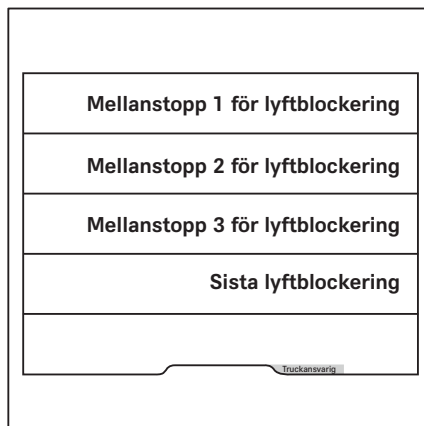 Mellanstopp 1 för lyftblockering
Mellanstopp 2 för lyftblockering
Mellanstopp 3 för lyftblockering
Sista lyftblockering
Truckansvarig